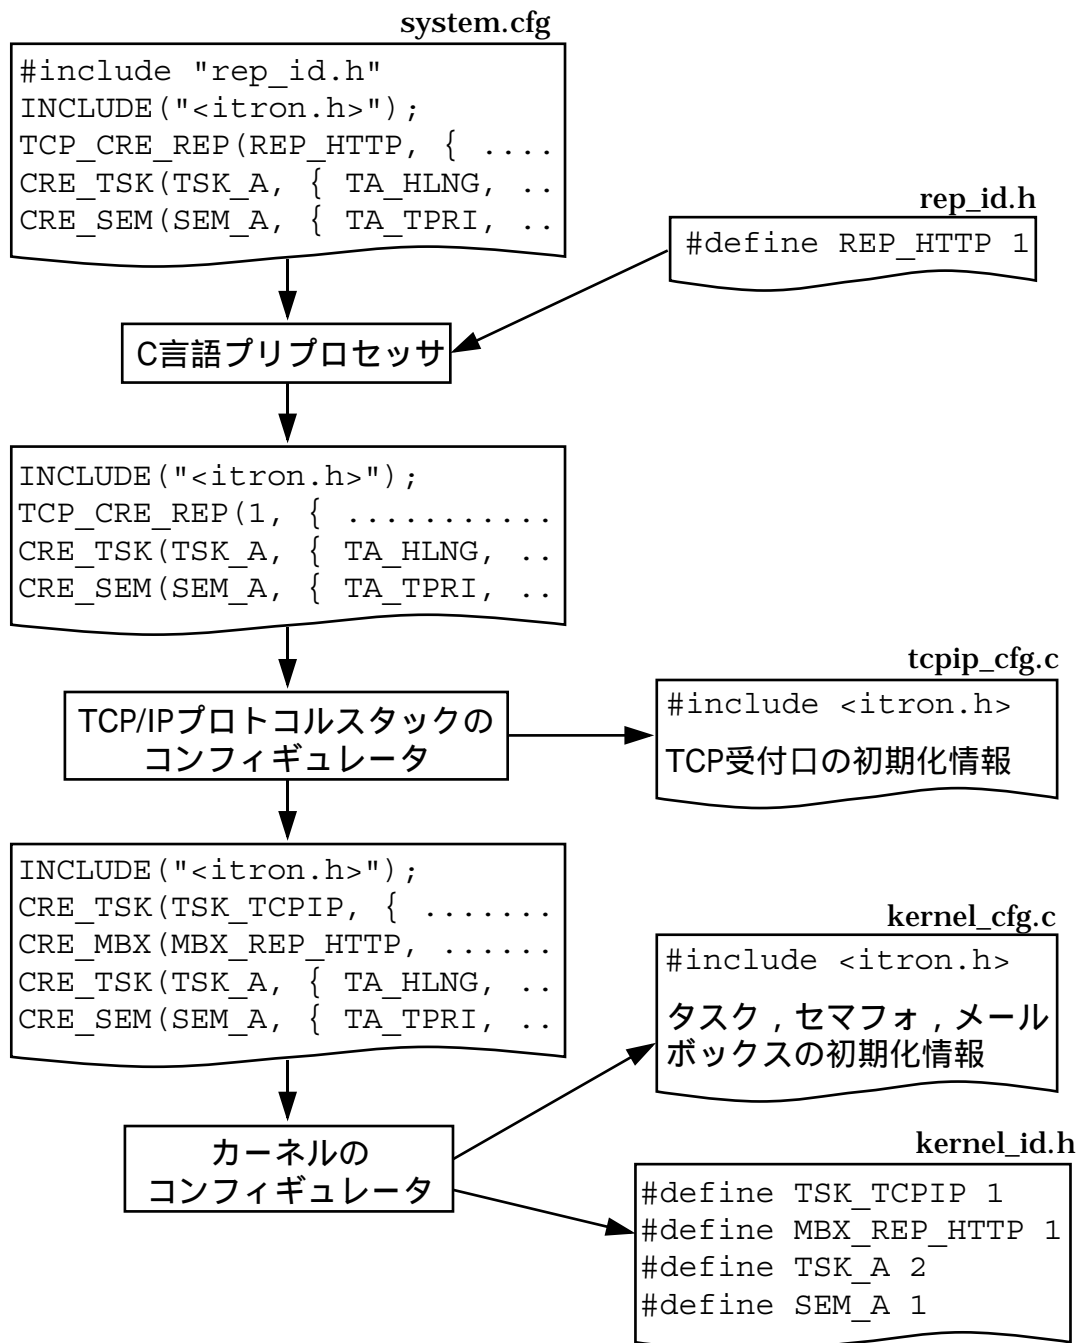 system.cfg
#include "rep_id.h"
INCLUDE("<itron.h>");
TCP_CRE_REP(REP_HTTP, { ....
CRE_TSK(TSK_A, { TA_HLNG, ..
CRE_SEM(SEM_A, { TA_TPRI, ..
rep_id.h
#define REP_HTTP 1
C言語プリプロセッサ
INCLUDE("<itron.h>");
TCP_CRE_REP(1, { ...........
CRE_TSK(TSK_A, { TA_HLNG, ..
CRE_SEM(SEM_A, { TA_TPRI, ..
TCP/IPプロトコルスタックの
コンフィギュレータ
tcpip_cfg.c
#include <itron.h>
TCP受付口の初期化情報
INCLUDE("<itron.h>");
CRE_TSK(TSK_TCPIP, { .......
CRE_MBX(MBX_REP_HTTP, ......
CRE_TSK(TSK_A, { TA_HLNG, ..
CRE_SEM(SEM_A, { TA_TPRI, ..
kernel_cfg.c
#include <itron.h>
タスク，セマフォ，メール
ボックスの初期化情報
カーネルの
コンフィギュレータ
kernel_id.h
#define TSK_TCPIP 1
#define MBX_REP_HTTP 1
#define TSK_A 2
#define SEM_A 1